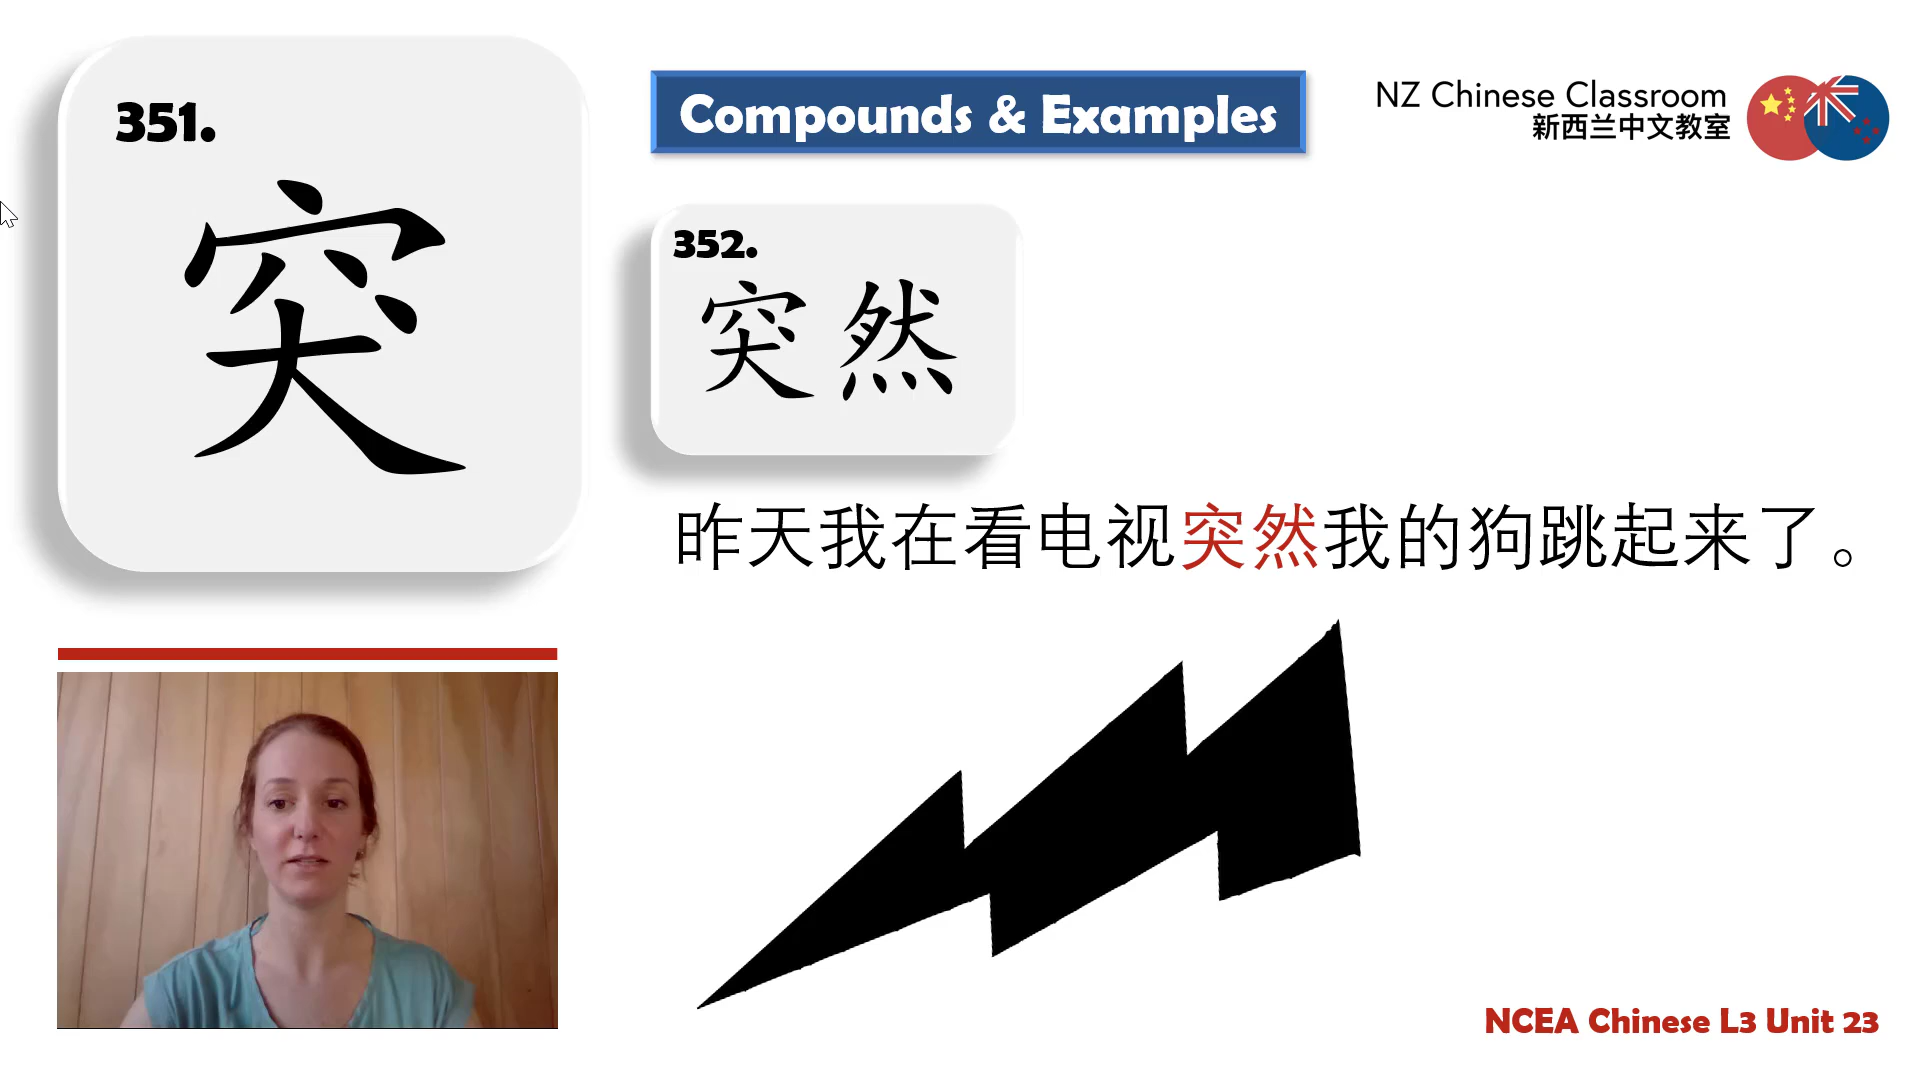 351.
突
Compounds & Examples
NZ Chinese Classroom
新西兰中文教室
352.
突然
昨天我在看电视突然我的狗跳起来了。
NCEA Chinese L3 Unit 23